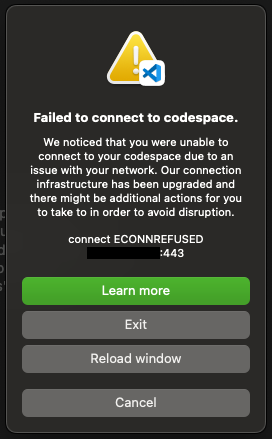 Failed to connect to codespace.
We noticed that you were unable to
connect to your codespace due to an
issue with your network. Our connection
infrastructure has been upgraded and
there might be additional actions for you
to take to in order to avoid disruption.
connect ECONNREFUSED
:443
Learn more
Exit
Reload window
Cancel